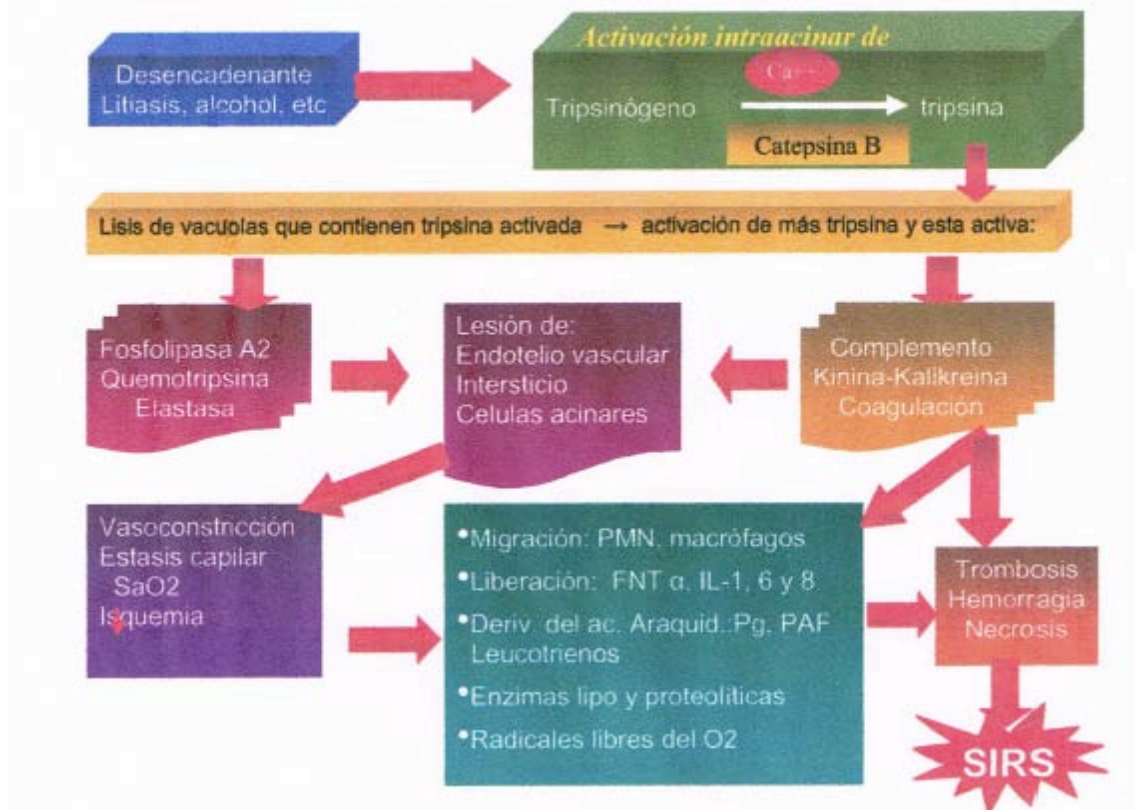 Desencadenante
Litiasis, alcohol, etc
Activación intraacinar de
Ca++
Tripsinógeno
tripsina
Catepsina B
Lisis de vacuolas que contienen tripsina activada → activación de más tripsina y esta activa:
Fosfolipasa A2
Quemotripsina
Elastasa
Lesión de:
Endotelio vascular
Intersticio
Celulas acinares
Complemento
Kinina-Kalikreina
Coagulación
Vasoconstricción
Estasis capilar
SaO2
Isquemia
•Migración: PMN, macrófagos
•Liberación: FNT α, IL-1, 6 y 8
•Deriv del ac. Araquid.:Pg, PAF
Leucotrienos
•Enzimas lipo y proteolíticas
•Radicales libres del O2
Trombosis
Hemorragia
Necrosis
SIRS